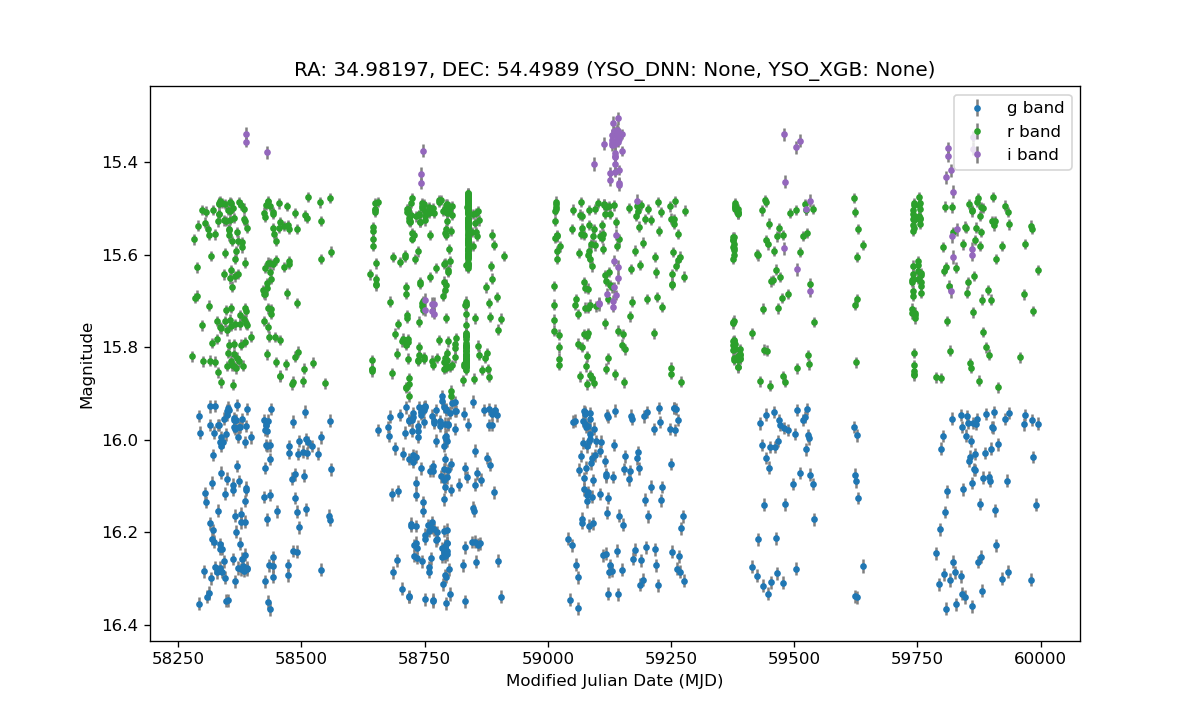 RA: 34.98197, DEC: 54.4989 (YSO_DNN: None, YSO_XGB: None)
g band
r band
i band
15.4
15.6
15.8
16.0
16.2
16.4
Magnitude
58250 58500 58750 59000 59250 59500 59750 60000
Modified Julian Date (MJD)